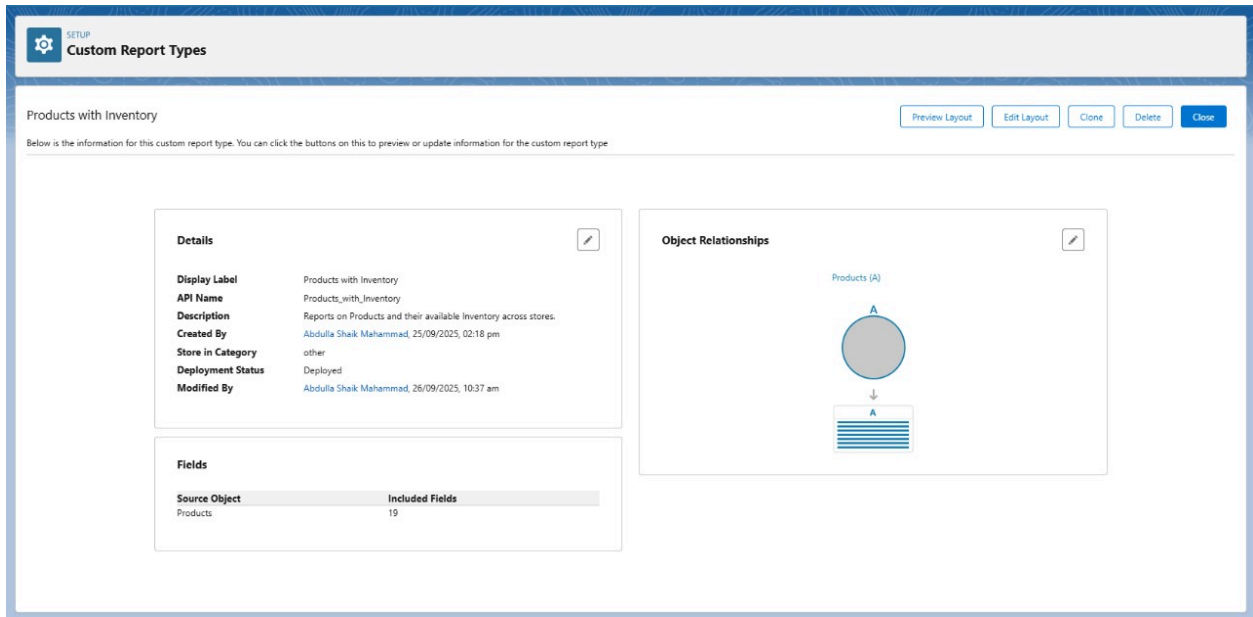 SETUP
Custom Report Types
Products with Inventory
Preview Layout
Edit Layout
Clone
Delete
Close
Below is the information for this custom report type. You can click the buttons on this to preview or update information for the custom report type
Details
Display Label Products with Inventory
API Name Products_with_Inventory
Description Reports on Products and their available Inventory across stores.
Created By Abdulla Shaik Mahammad, 25/09/2025, 02:18 pm
Store in Category other
Deployment Status Deployed
Modified By Abdulla Shaik Mahammad, 26/09/2025, 10:37 am
Object Relationships
Products (A)
A
A
Fields
Source Object Included Fields
Products 19